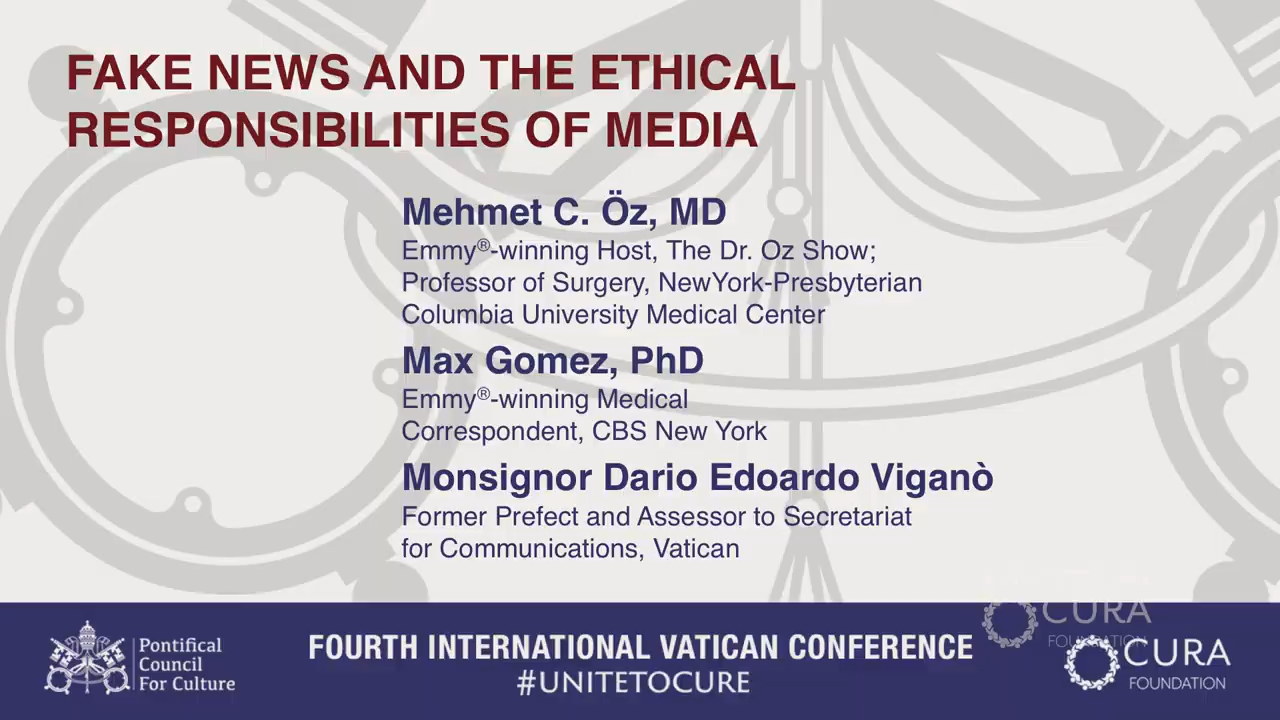 FAKE NEWS AND THE ETHICAL
RESPONSIBILITIES OF MEDIA
Mehmet C. Öz, MD
Emmy®-winning Host, The Dr. Oz Show;
Professor of Surgery, NewYork-Presbyterian
Columbia University Medical Center
Max Gomez, PhD
Emmy®-winning Medical
Correspondent, CBS New York
Monsignor Dario Edoardo Viganò
Former Prefect and Assessor to Secretariat
for Communications, Vatican
Pontifical
Council
For Culture
FOURTH INTERNATIONAL VATICAN CONFERENCE
#UNITETOCURE
CURA
FOUNDATION
CURA
FOUNDATION